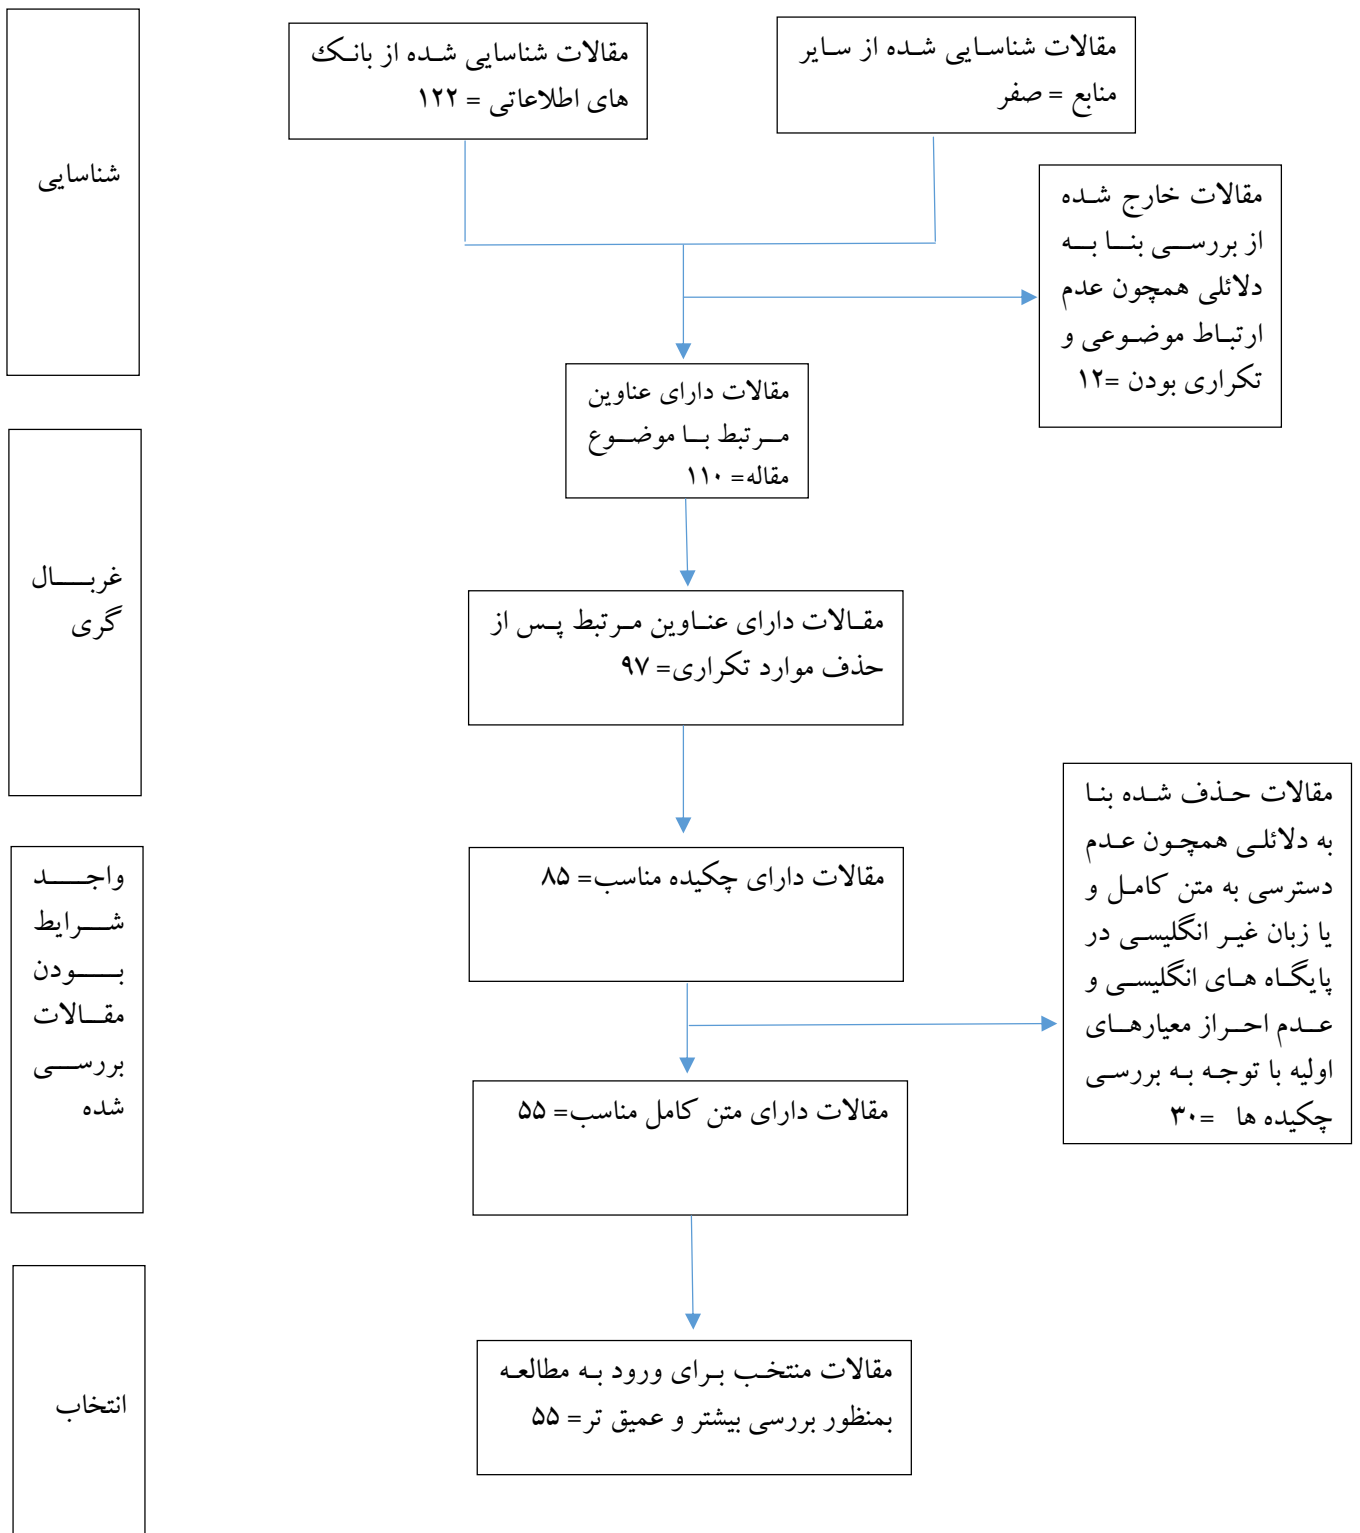 شناسایی
مقالات شناسایی شده از بانک
های اطلاعاتی = ۱۲۲
مقالات شناسایی شده از سایر
منابع = صفر
مقالات خارج شده
از بررسی بنا به
دلائلی همچون عدم
ارتباط موضوعی و
تکراری بودن =۱۲
مقالات دارای عناوین
مرتبط با موضوع
مقاله= ۱۱۰
غربال
گری
مقالات دارای عناوین مرتبط پس از
حذف موارد تکراری= ۹۷
واجد
شرایط
بودن
مقالات
بررسی
شده
مقالات دارای چکیده مناسب= ۸۵
مقالات حذف شده بنا
به دلائلی همچون عدم
دسترسی به متن کامل و
یا زبان غیر انگلیسی در
پایگاه های انگلیسی و
عدم احراز معیارهای
اولیه با توجه به بررسی
چکیده ها =۳۰
مقالات دارای متن کامل مناسب= ۵۵
انتخاب
مقالات منتخب برای ورود به مطالعه
بمنظور بررسی بیشتر و عمیق تر= ۵۵